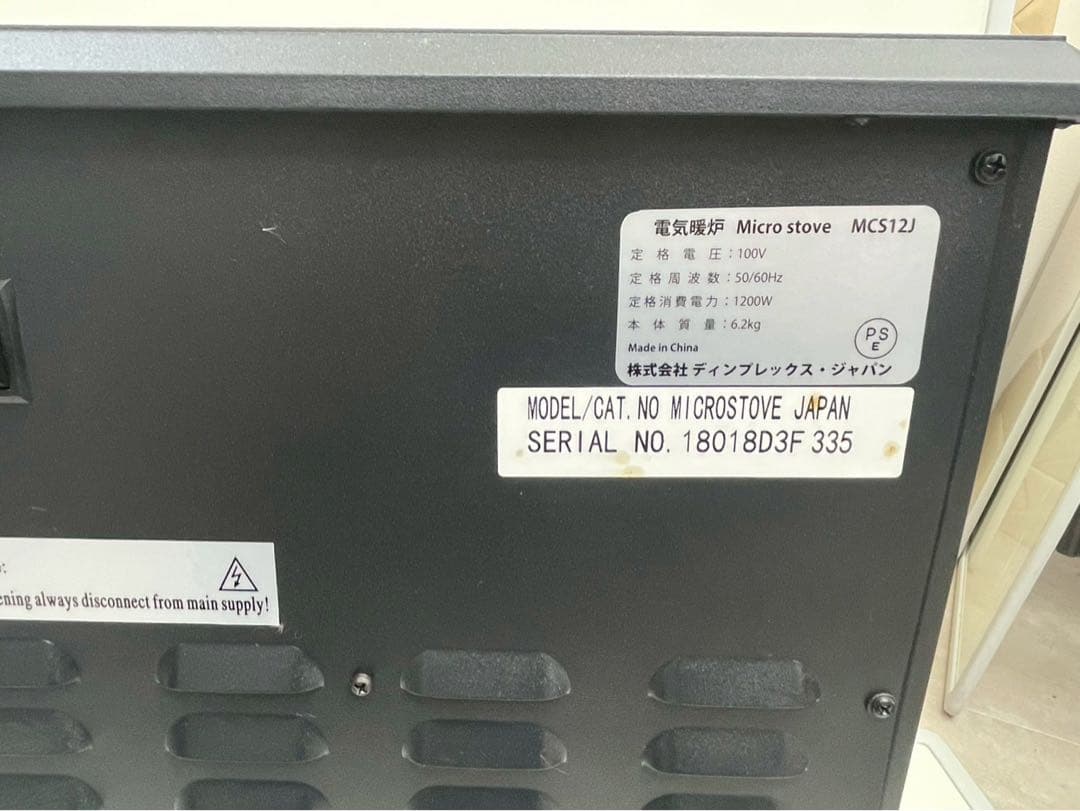 電気暖炉 Micro stove MCS12J
定格電圧：100V
定格周波数：50/60Hz
定格消費電力：1200W
本体質量：6.2kg
Made in China
PS
E
株式会社 ディンプレックス・ジャパン
MODEL/CAT.NO MICROSTOVE JAPAN
SERIAL NO. 18018D3F 335
always disconnect from main supply!